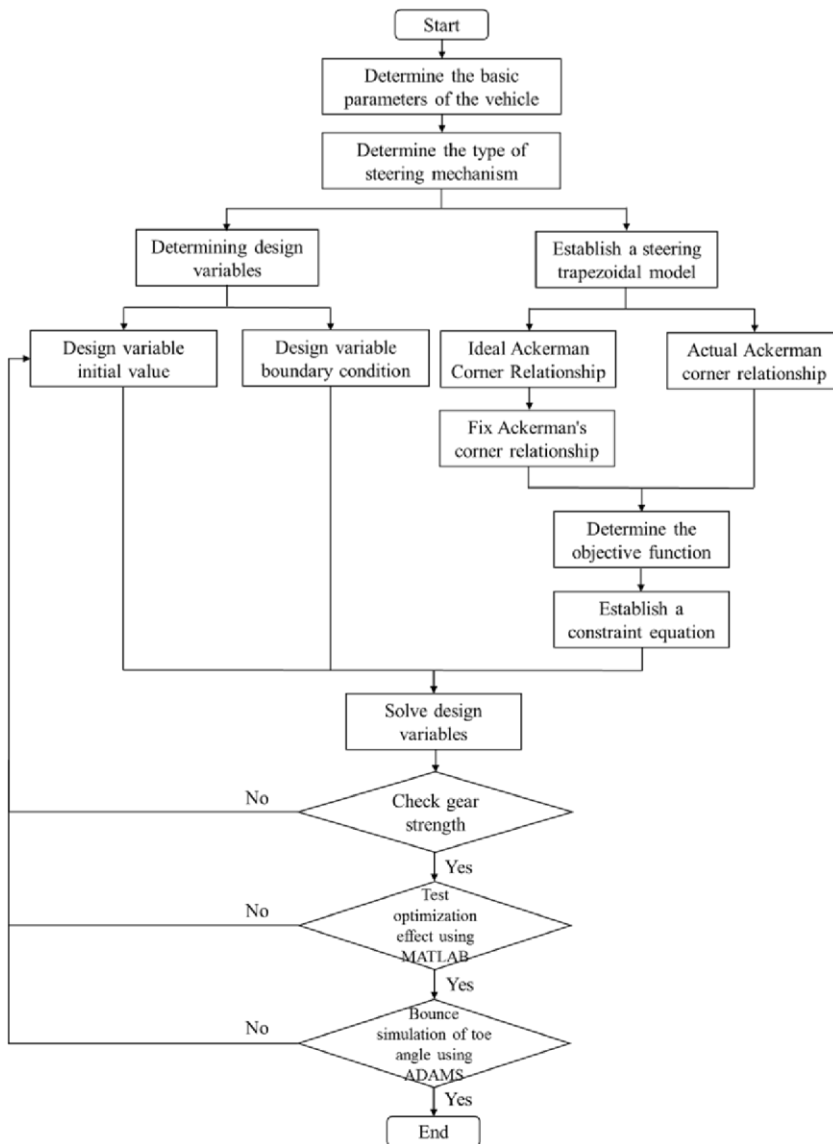 Start
Determine the basic
parameters of the vehicle
Determine the type of
steering mechanism
Determining design
variables
Establish a steering
trapezoidal model
Design variable
initial value
Design variable
boundary condition
Ideal Ackerman
Corner Relationship
Actual Ackerman
corner relationship
Fix Ackerman's
corner relationship
Determine the
objective function
Establish a
constraint equation
Solve design
variables
No
Check gear
strength
Yes
No
Test
optimization
effect using
MATLAB
Yes
No
Bounce
simulation of toe
angle using
ADAMS
Yes
End